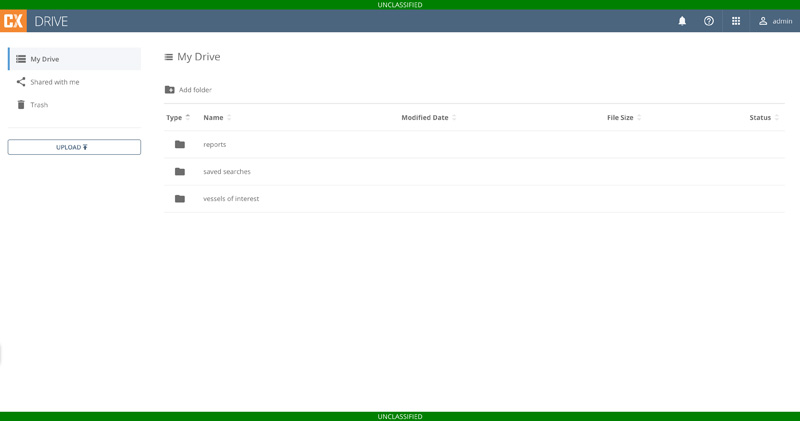 UNCLASSIFIED
CX DRIVE admin
My Drive
Shared with me
Trash
UPLOAD
My Drive
Add folder
Type Name Modified Date File Size Status
reports
saved searches
vessels of interest
UNCLASSIFIED